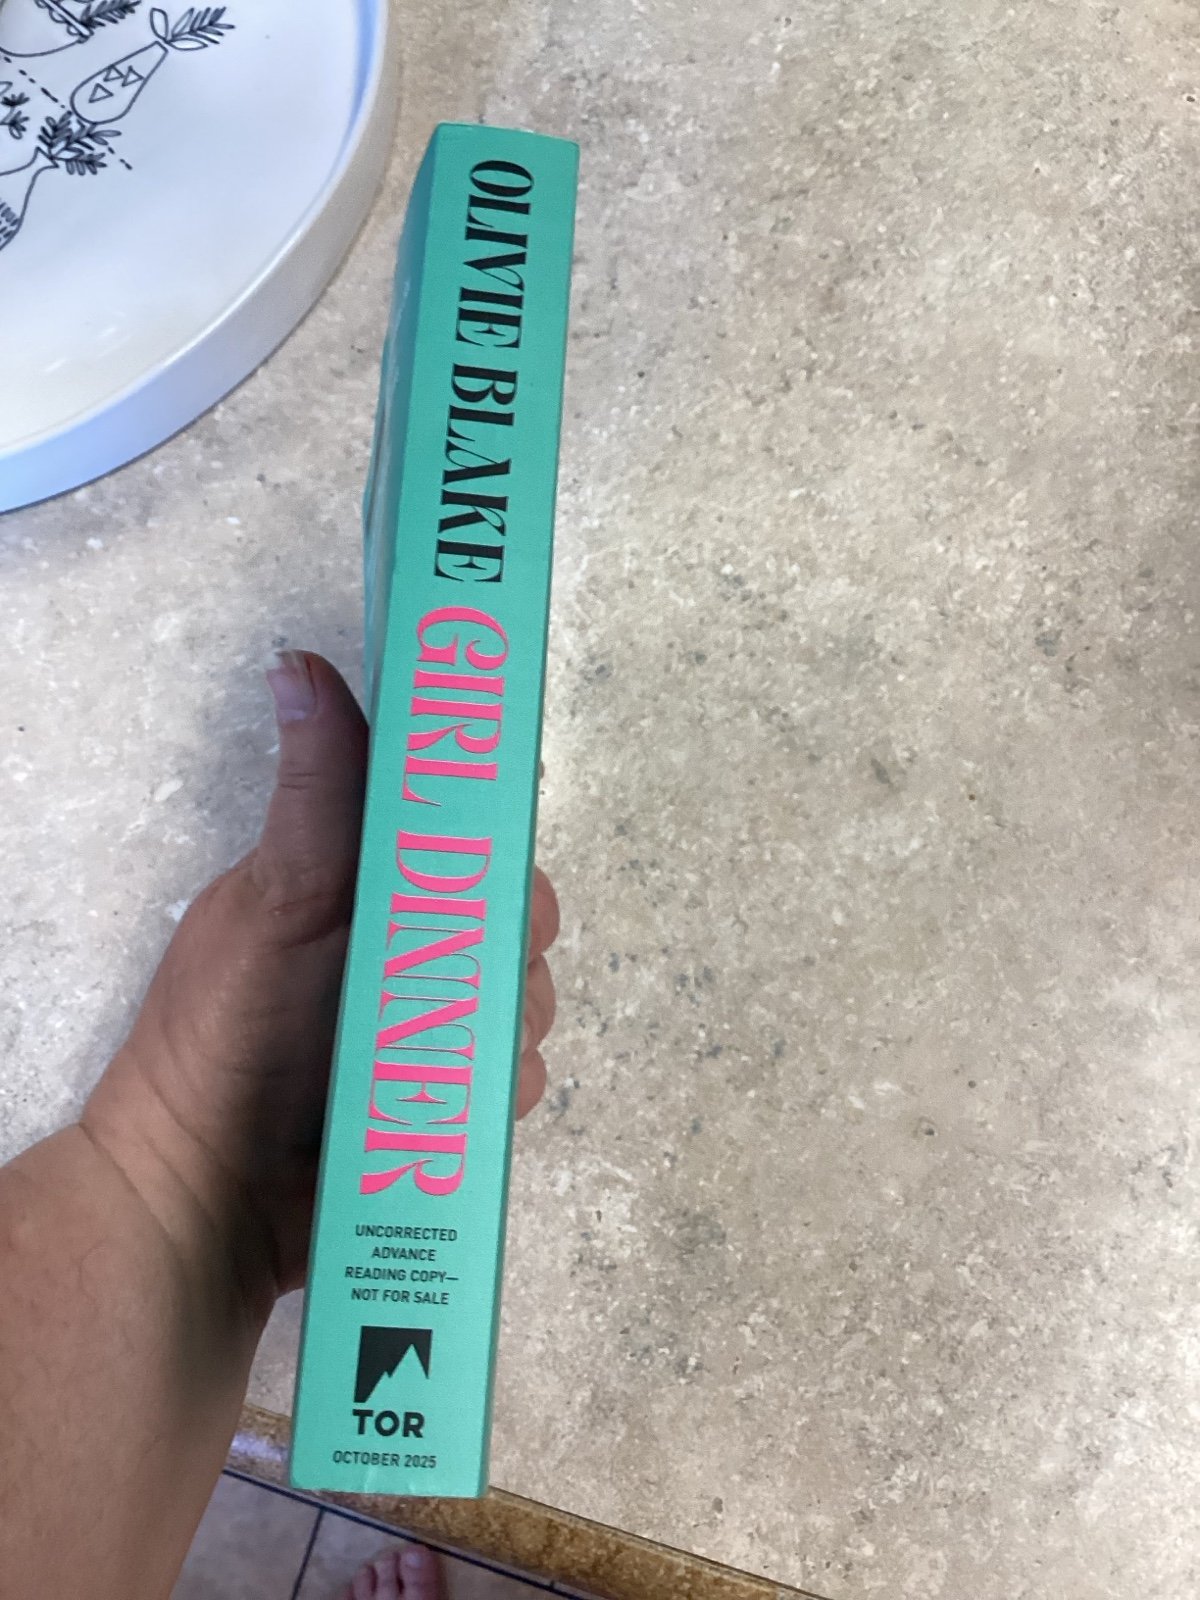 OLIVIE BLAKE GIRL DINNER
UNCORRECTED
ADVANCE
READING COPY—
NOT FOR SALE
TOR
OCTOBER 2025